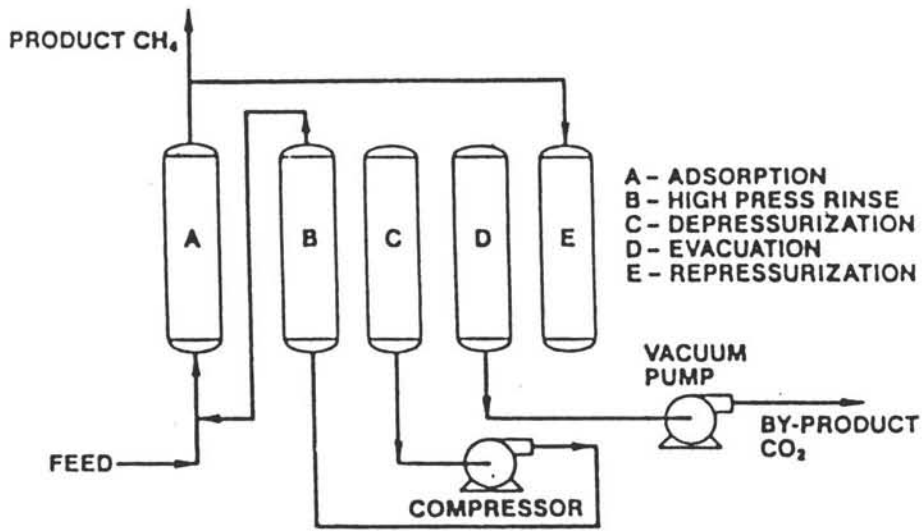 PRODUCT CH₄
A
B
C
D
E
A – ADSORPTION
B – HIGH PRESS RINSE
C – DEPRESSURIZATION
D – EVACUATION
E – REPRESSURIZATION
VACUUM
PUMP
BY-PRODUCT
CO₂
FEED
COMPRESSOR